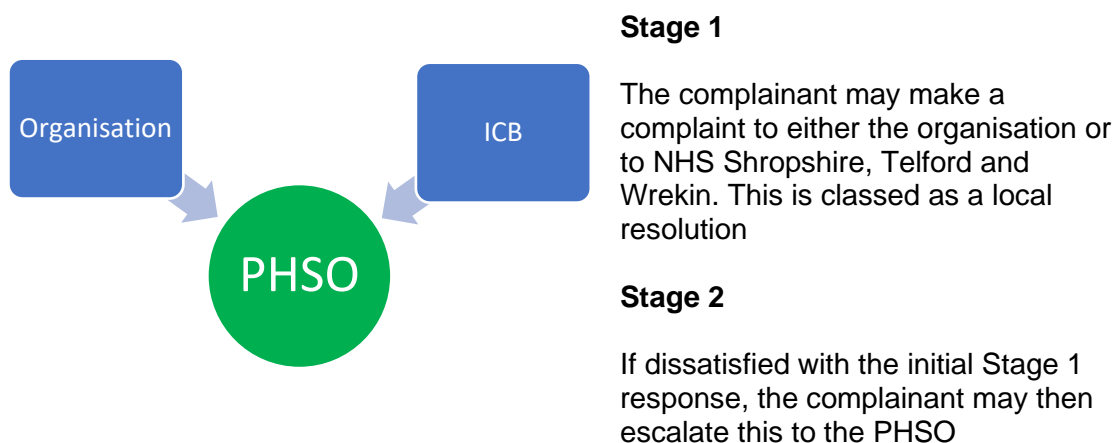 Organisation
ICB
PHSO
Stage 1
The complainant may make a
complaint to either the organisation or
to NHS Shropshire, Telford and
Wrekin. This is classed as a local
resolution
Stage 2
If dissatisfied with the initial Stage 1
response, the complainant may then
escalate this to the PHSO